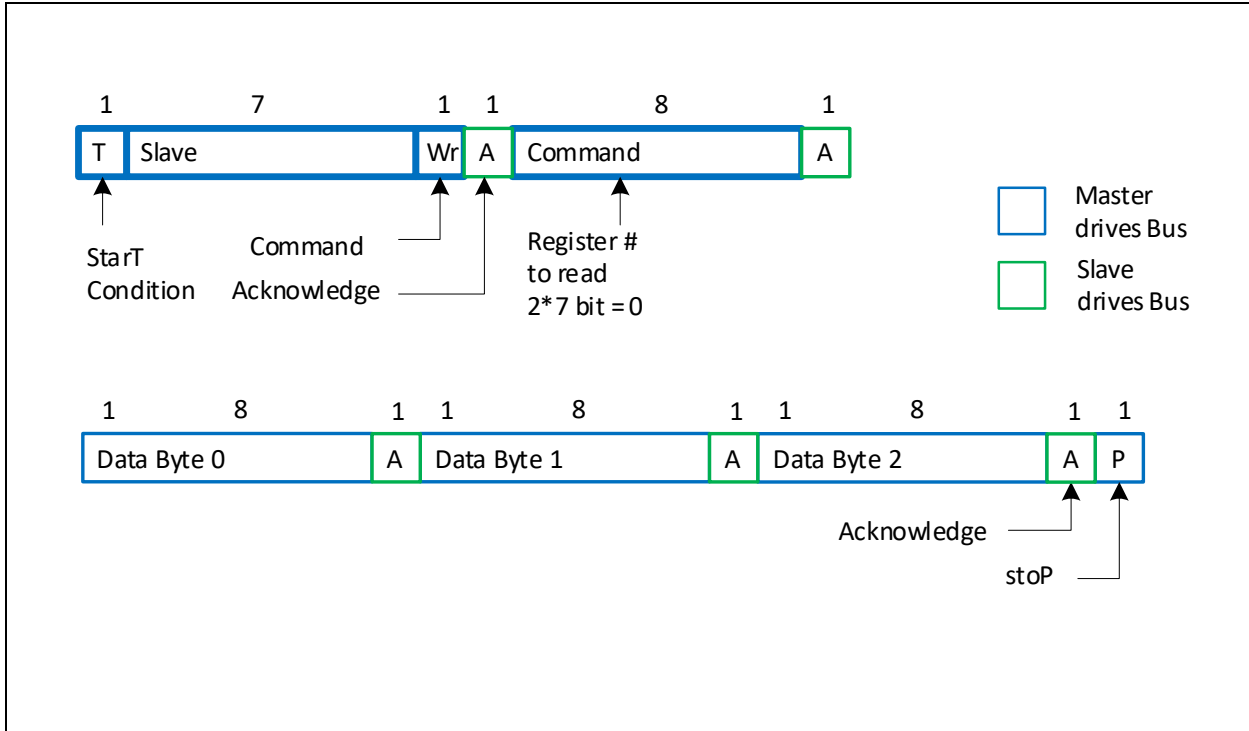 1 7 1 1 8 1
T Slave Wr A Command A
StarT
Condition
Command
Acknowledge
Register #
to read
2*7 bit = 0
Master
drives Bus
Slave
drives Bus
1 8 1 1 8 1 1 8 1 1
Data Byte 0 A Data Byte 1 A Data Byte 2 A P
Acknowledge
stoP